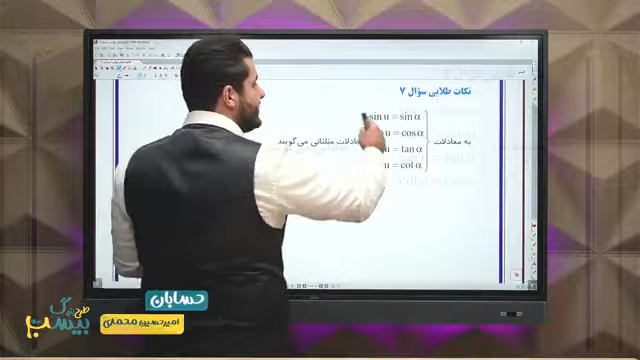 نکات طلایی سؤال ۷
sin u = sin α
u = cos α
به معادلات u = tan α معادلات مثلثاتی می‌گویند
u = cot α
حسابان
امیرحسین محمدی
طرح بزرگ
بیست